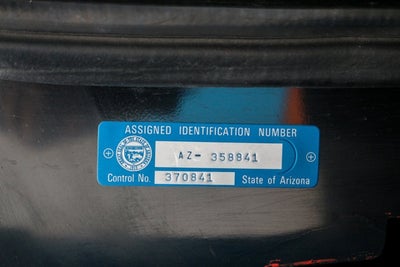 ASSIGNED IDENTIFICATION NUMBER
AZ- 358841
Control No. 370841 State of Arizona